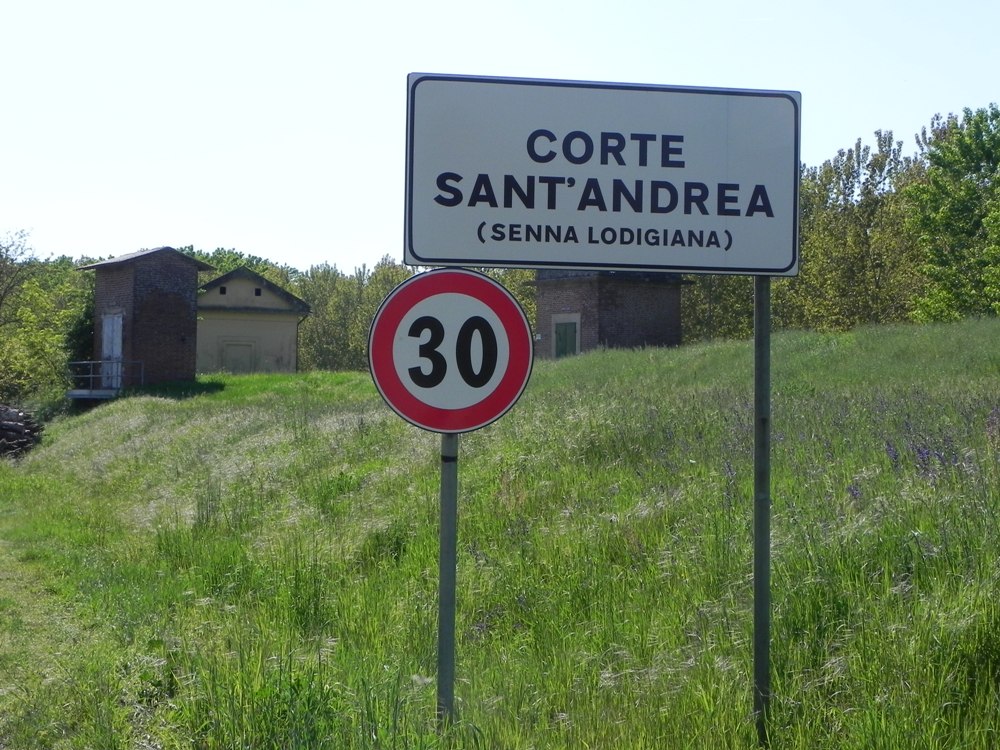 CORTE
SANT'ANDREA
(SENNA LODIGIANA)
30